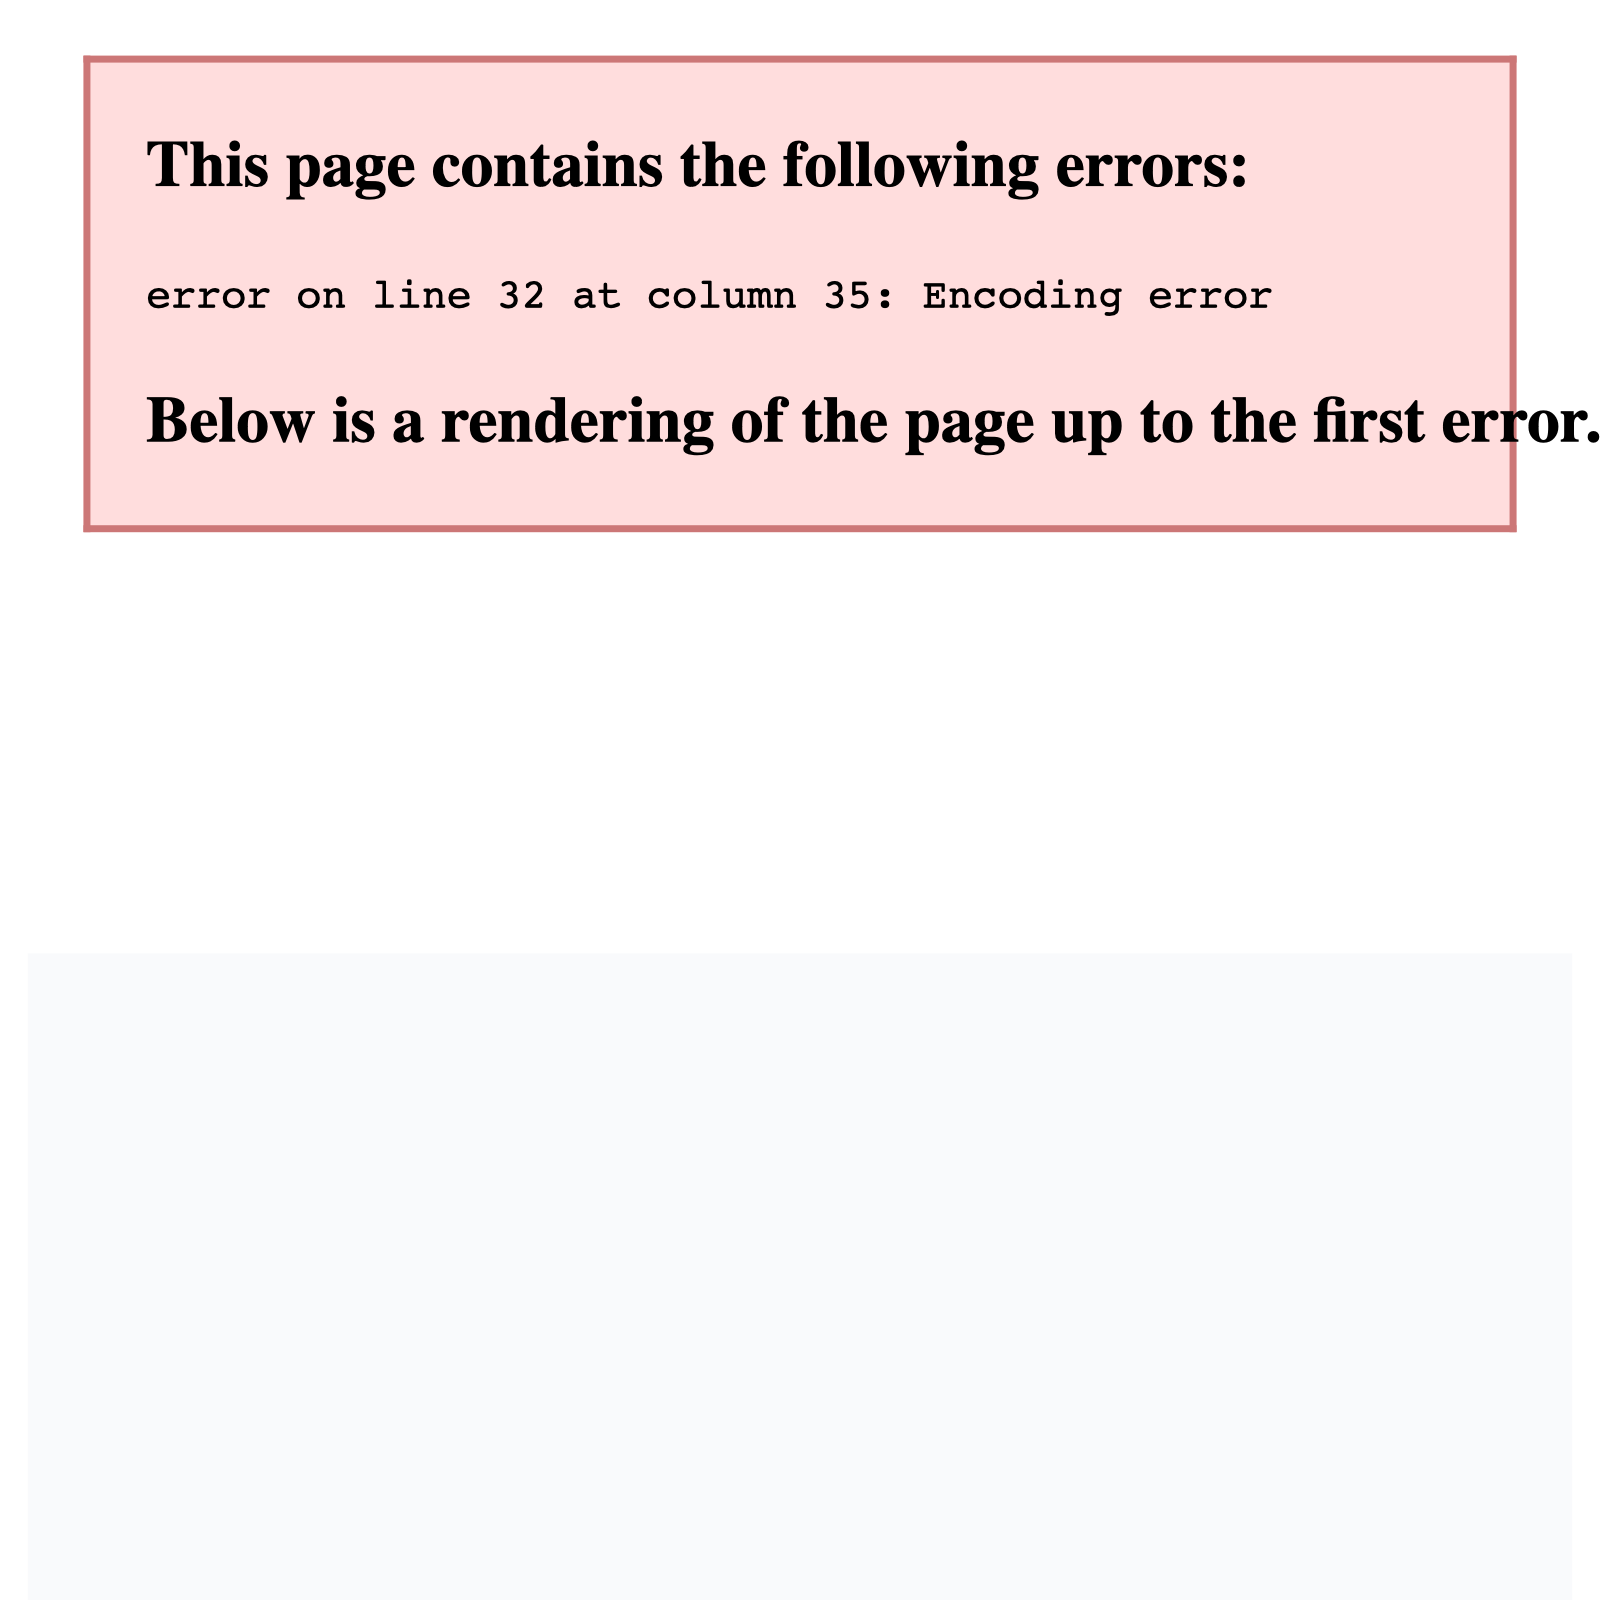 This page contains the following errors:
error on line 32 at column 35: Encoding error
Below is a rendering of the page up to the first error.